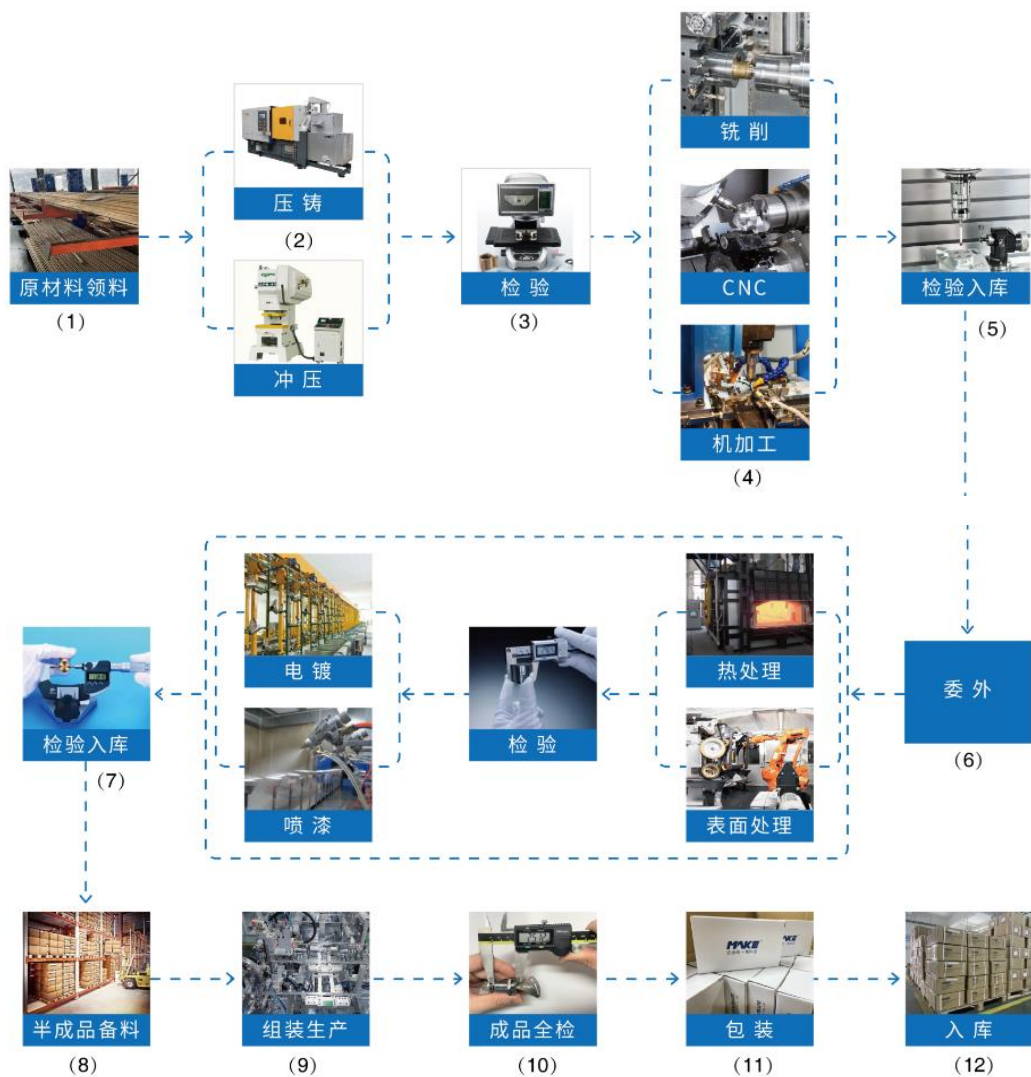 铣 削
压 铸
(2)
原材料领料
(1)
检 验
(3)
CNC
检验入库
(5)
冲 压
机加工
(4)
电 镀
热处理
委 外
(6)
检验入库
(7)
检 验
喷 漆
表面处理
MAKE
半成品备料
(8)
组装生产
(9)
成品全检
(10)
包 装
(11)
入 库
(12)